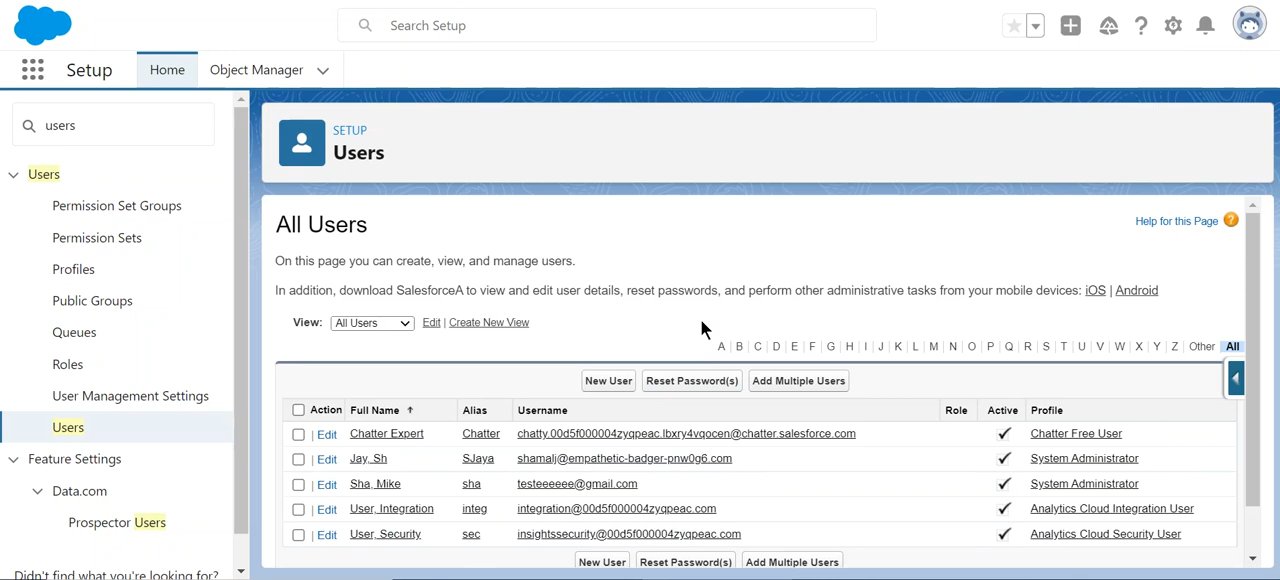 Search Setup
Setup Home Object Manager
users
Users
Permission Set Groups
Permission Sets
Profiles
Public Groups
Queues
Roles
User Management Settings
Users
Feature Settings
Data.com
Prospector Users
Didn't find what you're looking for?
SETUP
Users
All Users
Help for this Page ?
On this page you can create, view, and manage users.
In addition, download SalesforceA to view and edit user details, reset passwords, and perform other administrative tasks from your mobile devices: iOS | Android
View: All Users Edit | Create New View
A | B | C | D | E | F | G | H | I | J | K | L | M | N | O | P | Q | R | S | T | U | V | W | X | Y | Z | Other All
New User Reset Password(s) Add Multiple Users
Action Full Name ↑ Alias Username Role Active Profile
| Edit Chatter Expert Chatter chatty.00d5f000004zyqpeac.lbxry4vqocen@chatter.salesforce.com ✓ Chatter Free User
| Edit Jay, Sh SJaya shamalj@empathetic-badger-pnw0g6.com ✓ System Administrator
| Edit Sha, Mike sha testeeeeee@gmail.com ✓ System Administrator
| Edit User, Integration integ integration@00d5f000004zyqpeac.com ✓ Analytics Cloud Integration User
| Edit User, Security sec insightssecurity@00d5f000004zyqpeac.com ✓ Analytics Cloud Security User
New User Reset Password(s) Add Multiple Users